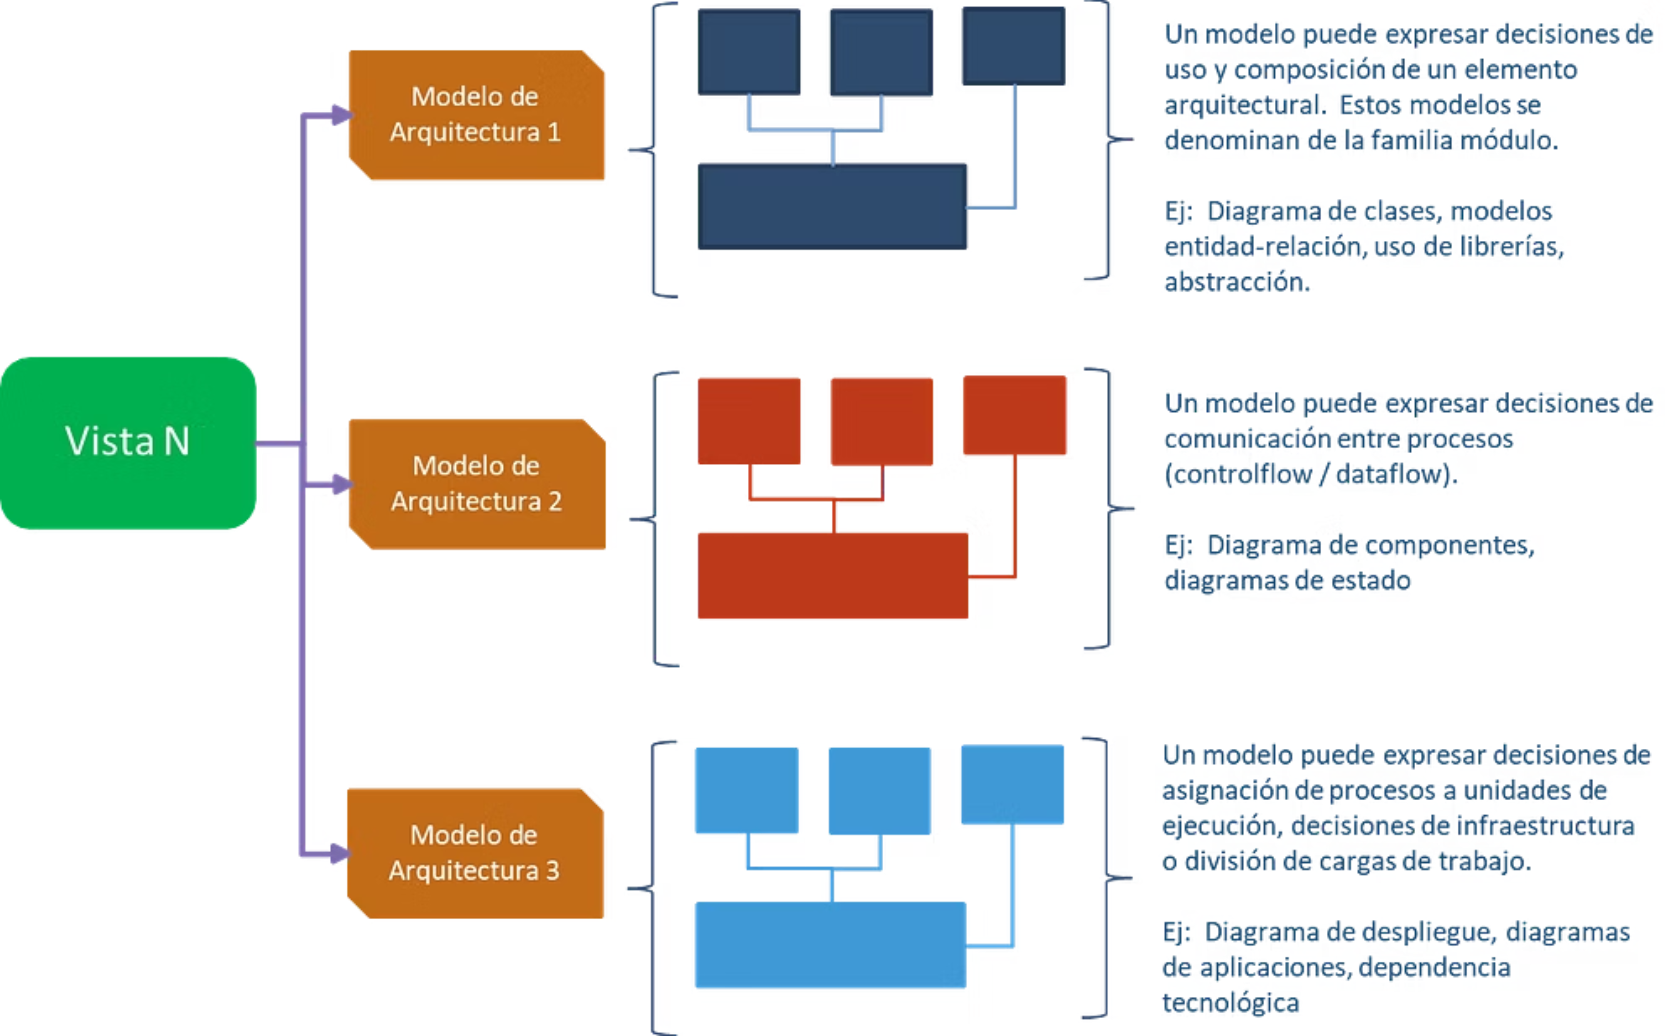 Vista N
Modelo de
Arquitectura 1
Un modelo puede expresar decisiones de
uso y composición de un elemento
arquitectural.  Estos modelos se
denominan de la familia módulo.
Ej:  Diagrama de clases, modelos
entidad-relación, uso de librerías,
abstracción.
Modelo de
Arquitectura 2
Un modelo puede expresar decisiones de
comunicación entre procesos
(controlflow / dataflow).
Ej:  Diagrama de componentes,
diagramas de estado
Modelo de
Arquitectura 3
Un modelo puede expresar decisiones de
asignación de procesos a unidades de
ejecución, decisiones de infraestructura
o división de cargas de trabajo.
Ej:  Diagrama de despliegue, diagramas
de aplicaciones, dependencia
tecnológica